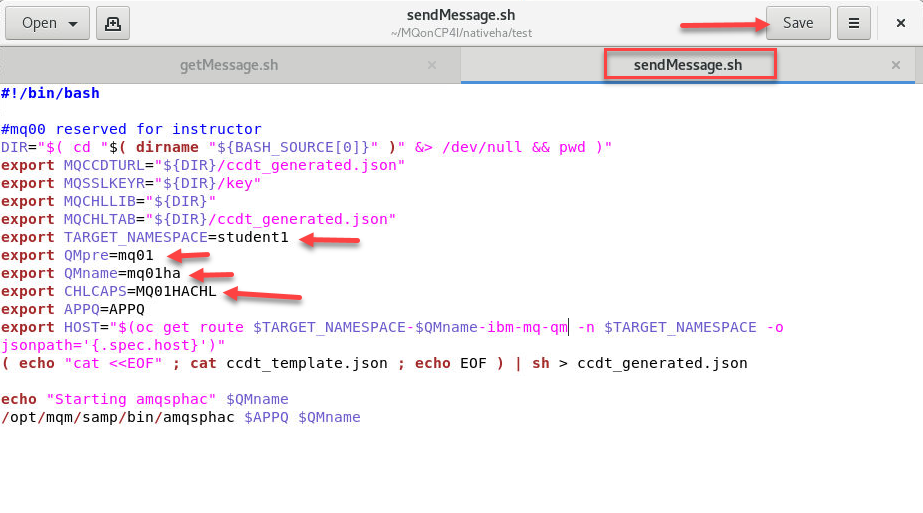 Open
sendMessage.sh
~/MQonCP4I/nativeha/test
Save
getMessage.sh
sendMessage.sh
#!/bin/bash
#mq00 reserved for instructor
DIR="$( cd "$( dirname "${BASH_SOURCE[0]}" )" &> /dev/null && pwd )"
export MQCCDTURL="${DIR}/ccdt_generated.json"
export MQSSLKEYR="${DIR}/key"
export MQCHLLIB="${DIR}"
export MQCHLTAB="${DIR}/ccdt_generated.json"
export TARGET_NAMESPACE=student1
export QMpre=mq01
export QMname=mq01ha
export CHLCAPS=MQ01HACHL
export APPQ=APPQ
export HOST="$(oc get route $TARGET_NAMESPACE-$QMname-ibm-mq-qm -n $TARGET_NAMESPACE -o
jsonpath='{.spec.host}')"
( echo "cat <<EOF" ; cat ccdt_template.json ; echo EOF ) | sh > ccdt_generated.json
echo "Starting amqsphac" $QMname
/opt/mqm/samp/bin/amqsphac $APPQ $QMname